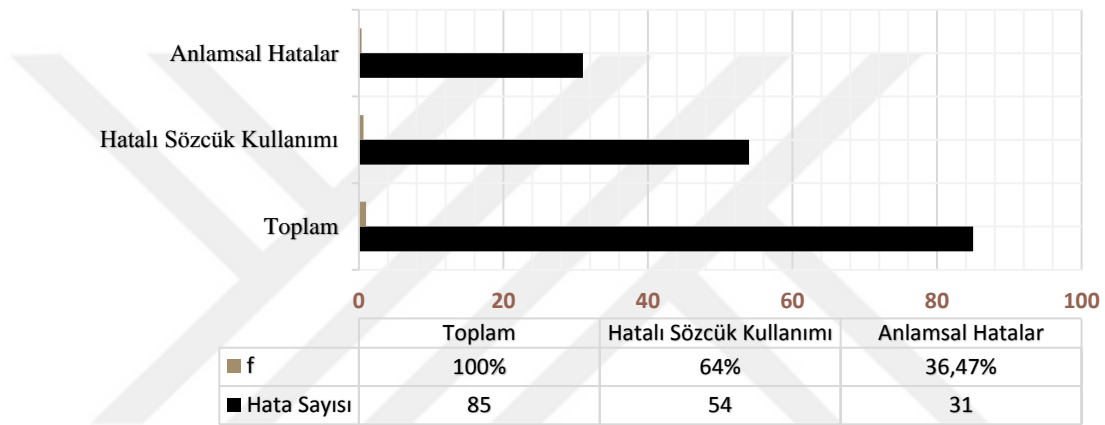 Anlamsal Hatalar
Hatalı Sözcük Kullanımı
Toplam
0 20 40 60 80 100
Toplam Hatalı Sözcük Kullanımı Anlamsal Hatalar
f 100% 64% 36,47%
Hata Sayısı 85 54 31